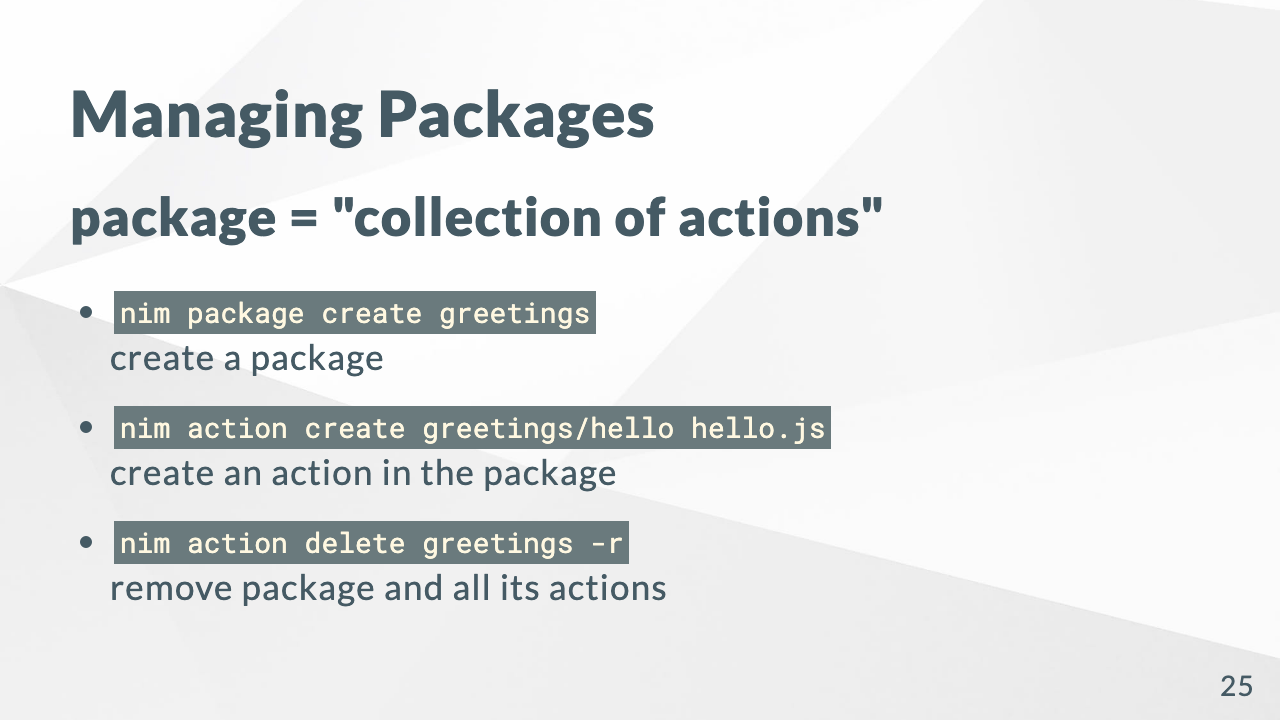 Managing Packages
package = "collection of actions"
nim package create greetings
create a package
nim action create greetings/hello hello.js
create an action in the package
nim action delete greetings -r
remove package and all its actions
25